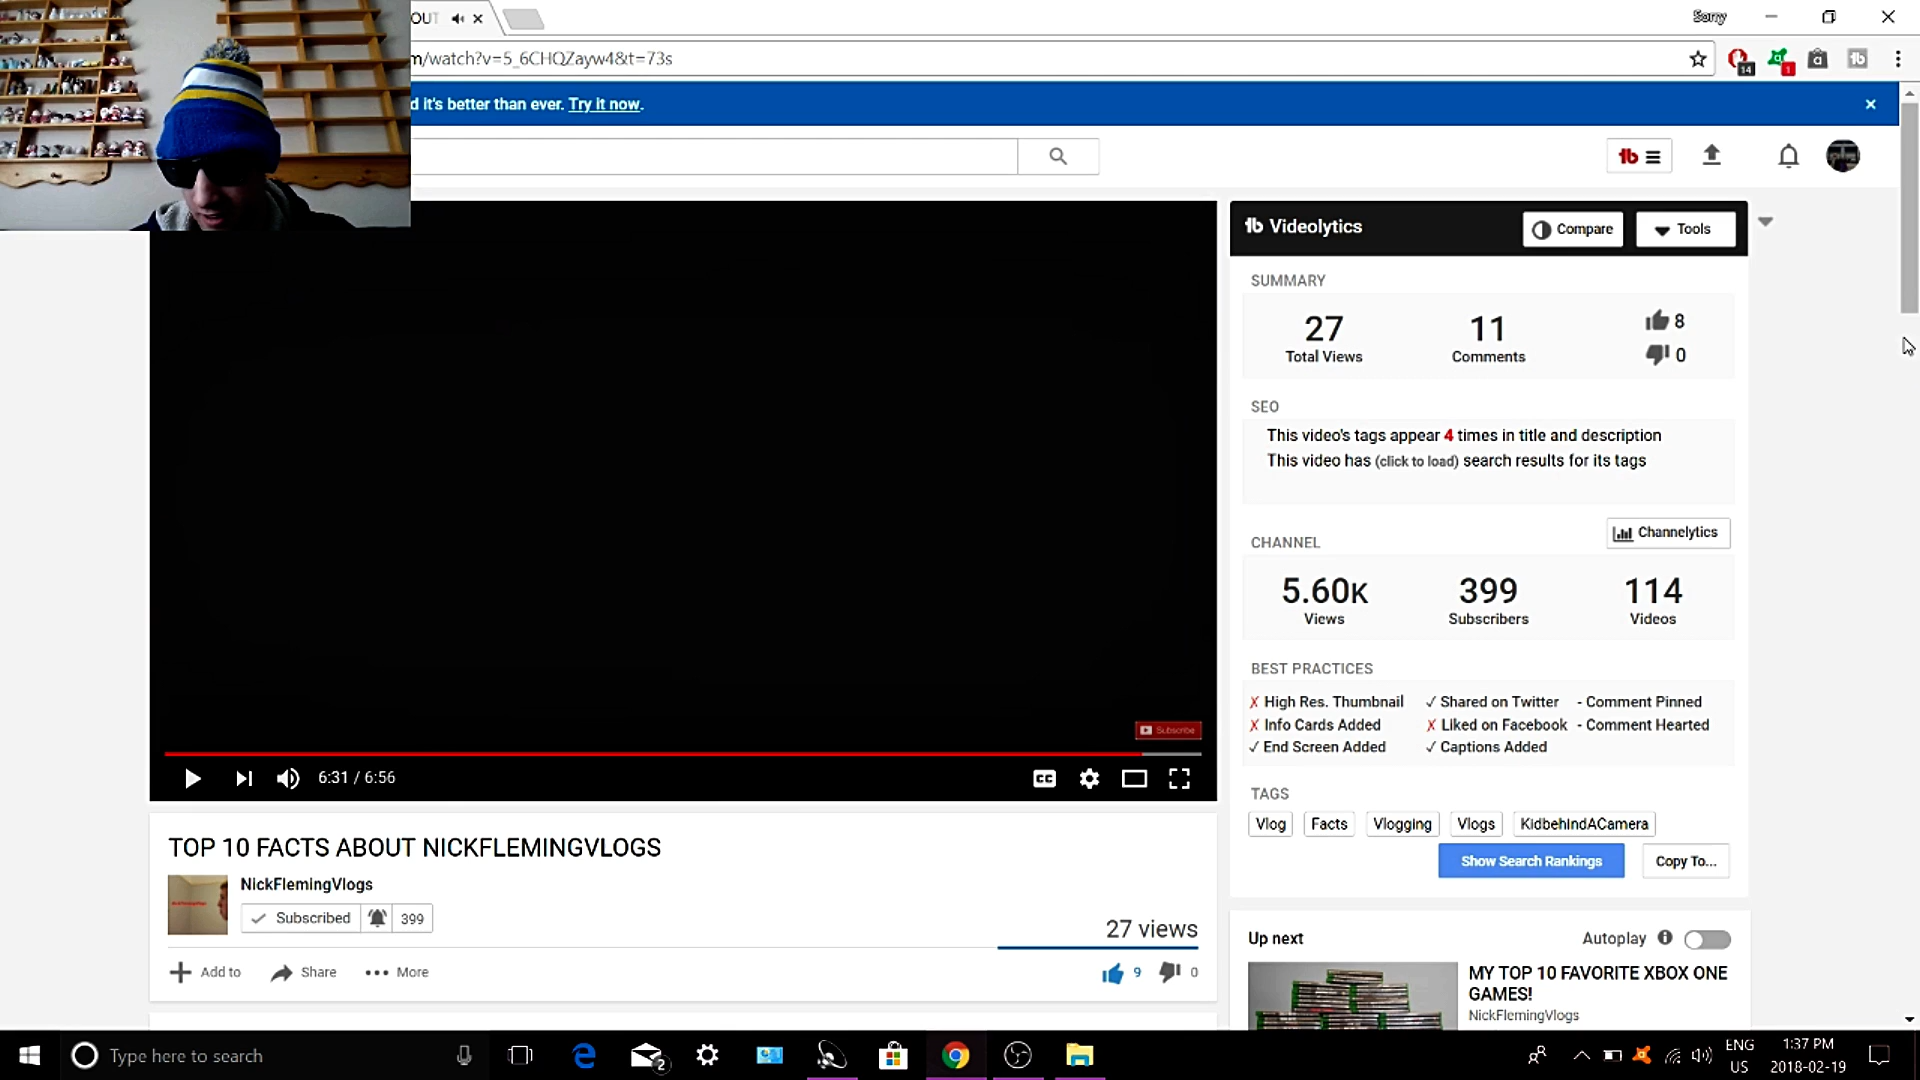 OUT
Sorry
m/watch?v=5_6CHQZayw4&t=73s
14
1
d it's better than ever. Try it now.
Videolytics
Compare
Tools
SUMMARY
27
Total Views
11
Comments
8
0
SEO
This video's tags appear 4 times in title and description
This video has (click to load) search results for its tags
CHANNEL
Channelytics
5.60K
Views
399
Subscribers
114
Videos
BEST PRACTICES
✗ High Res. Thumbnail ✓ Shared on Twitter - Comment Pinned
✗ Info Cards Added ✗ Liked on Facebook - Comment Hearted
✓ End Screen Added ✓ Captions Added
TAGS
Vlog Facts Vlogging Vlogs KidbehindACamera
Show Search Rankings
Copy To...
Subscribe
6:31 / 6:56
CC
TOP 10 FACTS ABOUT NICKFLEMINGVLOGS
NickFlemingVlogs
Subscribed
399
27 views
Add to
Share
More
9
0
Up next
Autoplay
MY TOP 10 FAVORITE XBOX ONE
GAMES!
NickFlemingVlogs
Type here to search
2
ENG
US
1:37 PM
2018-02-19